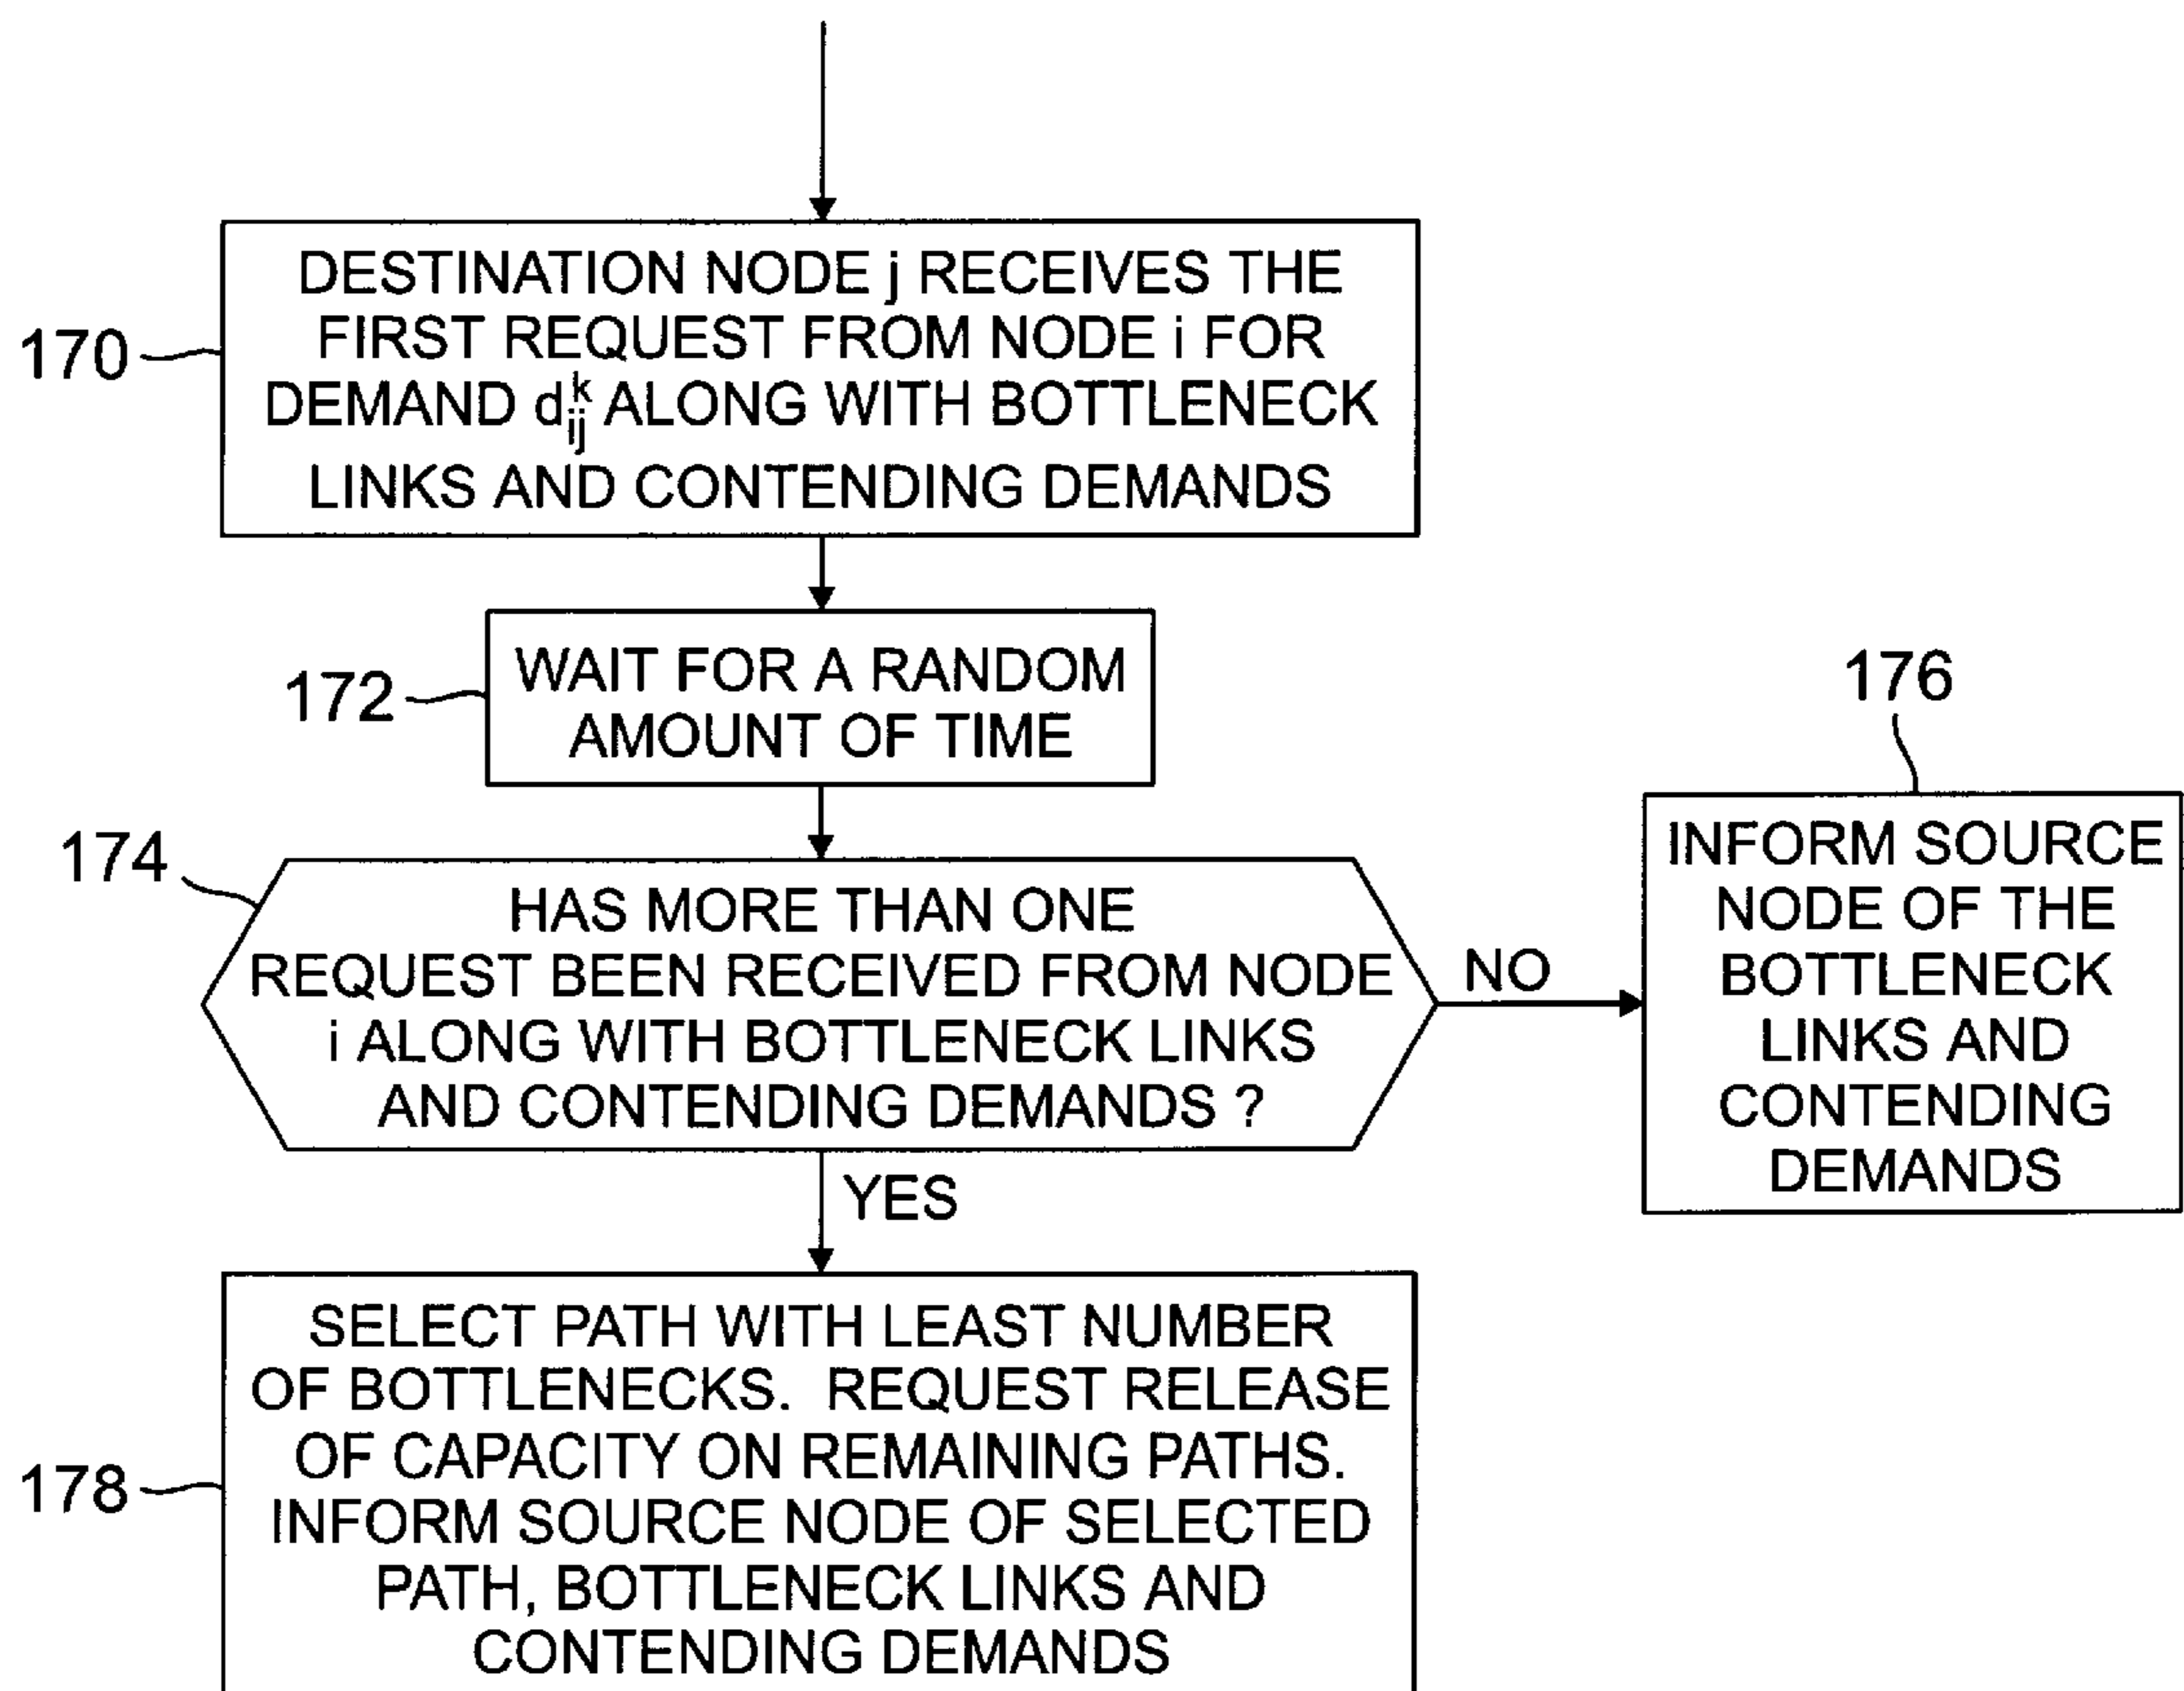 DESTINATION NODE j RECEIVES THE
FIRST REQUEST FROM NODE i FOR
DEMAND d^k_ij ALONG WITH BOTTLENECK
LINKS AND CONTENDING DEMANDS
170
WAIT FOR A RANDOM
AMOUNT OF TIME
172
174
HAS MORE THAN ONE
REQUEST BEEN RECEIVED FROM NODE
i ALONG WITH BOTTLENECK LINKS
AND CONTENDING DEMANDS ?
NO
176
INFORM SOURCE
NODE OF THE
BOTTLENECK
LINKS AND
CONTENDING
DEMANDS
YES
SELECT PATH WITH LEAST NUMBER
OF BOTTLENECKS. REQUEST RELEASE
OF CAPACITY ON REMAINING PATHS.
INFORM SOURCE NODE OF SELECTED
PATH, BOTTLENECK LINKS AND
CONTENDING DEMANDS
178